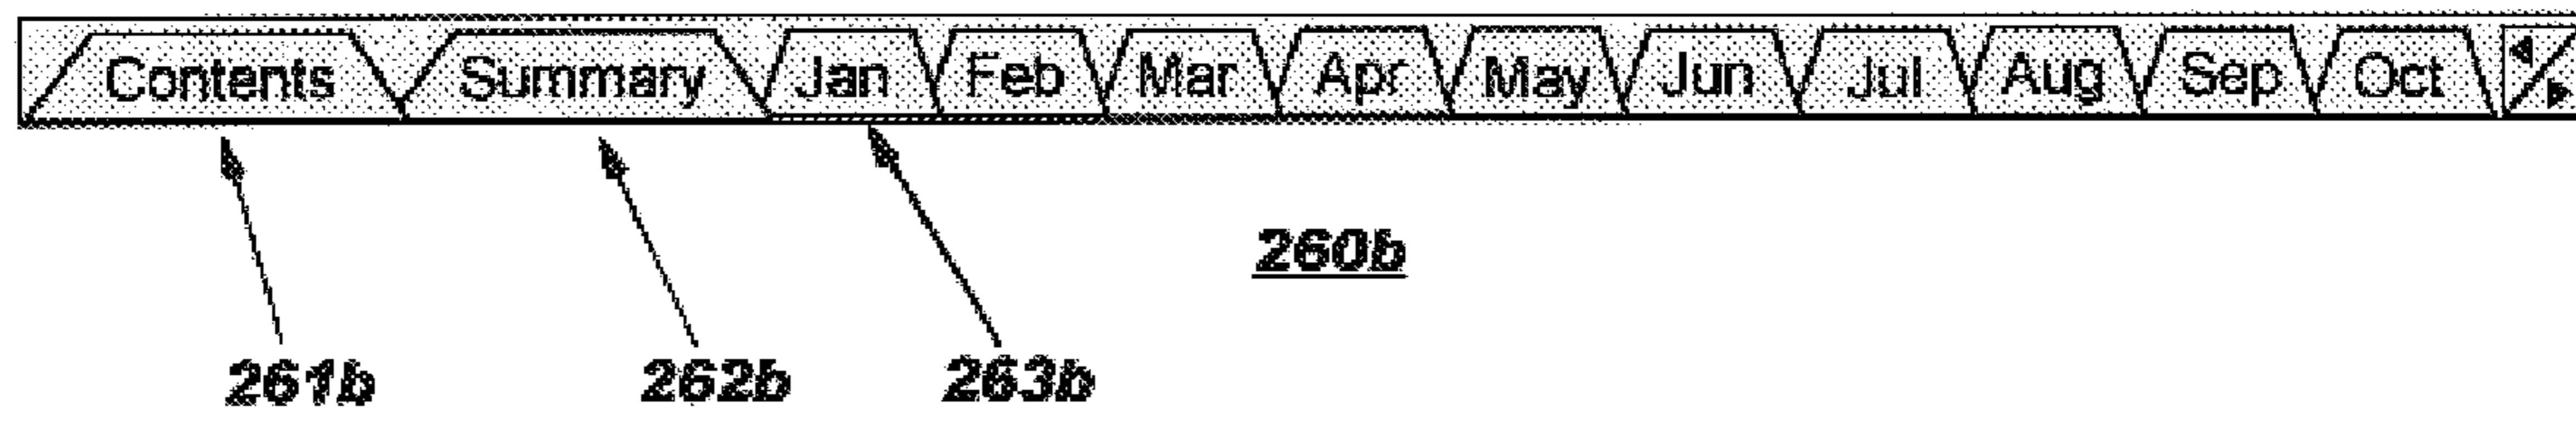 Contents Summary Jan Feb Mar Apr May Jun Jul Aug Sep Oct
260b
261b 262b 263b